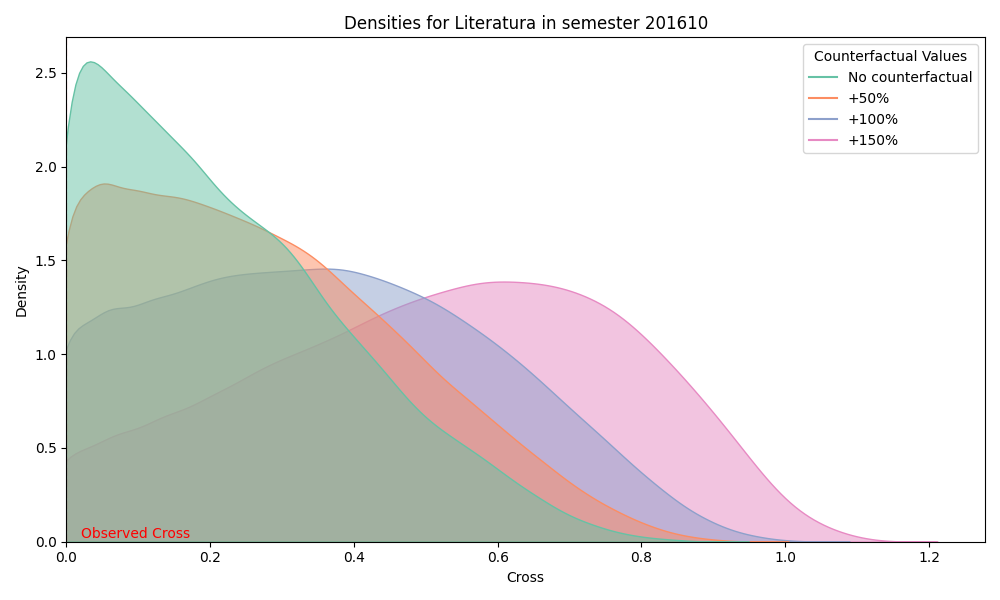 Densities for Literatura in semester 201610
Counterfactual Values
No counterfactual
+50%
+100%
+150%
Density
2.5
2.0
1.5
1.0
0.5
0.0
Observed Cross
0.0 0.2 0.4 0.6 0.8 1.0 1.2
Cross